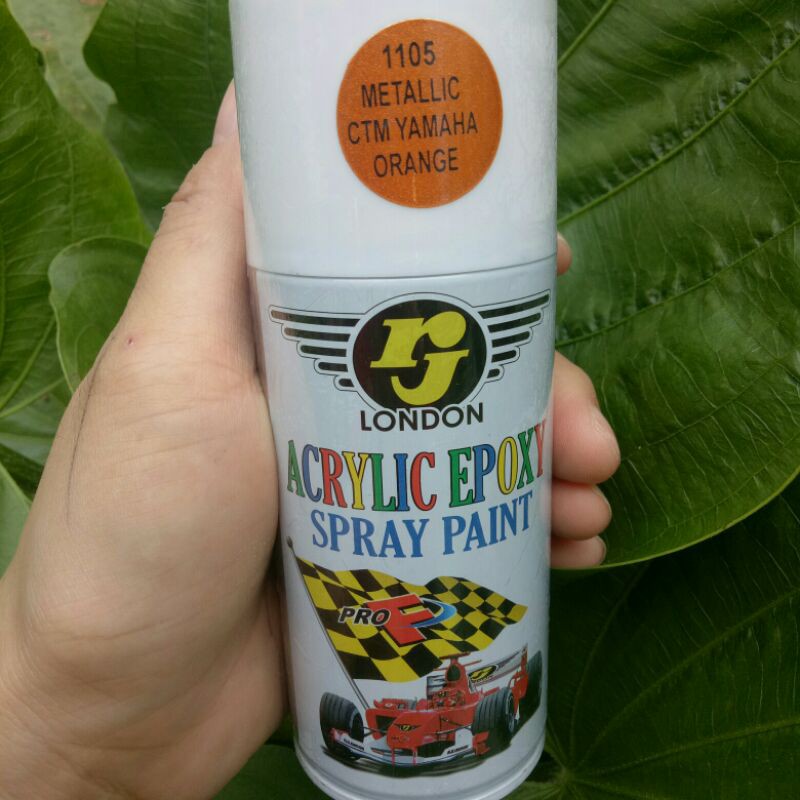 1105
METALLIC
CTM YAMAHA
ORANGE
rj
LONDON
ACRYLIC EPOXY
SPRAY PAINT
PRO F